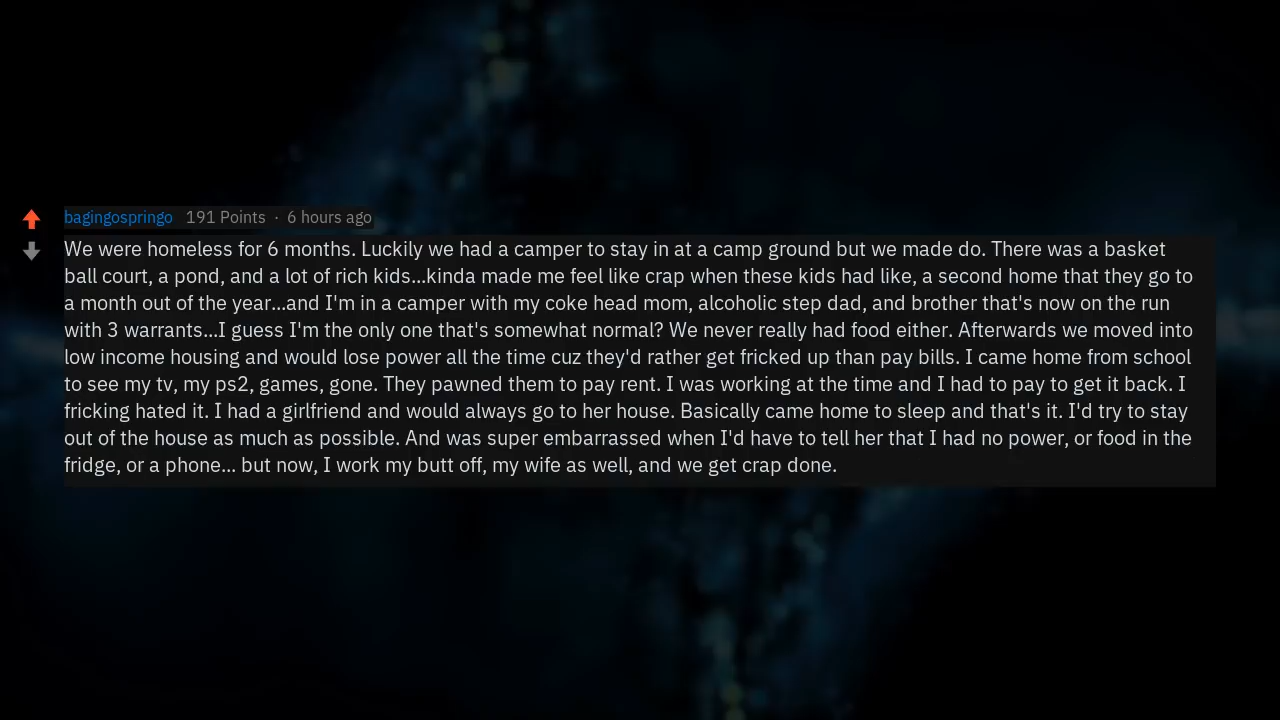 bagingospringo 191 Points · 6 hours ago
We were homeless for 6 months. Luckily we had a camper to stay in at a camp ground but we made do. There was a basket
ball court, a pond, and a lot of rich kids...kinda made me feel like crap when these kids had like, a second home that they go to
a month out of the year...and I'm in a camper with my coke head mom, alcoholic step dad, and brother that's now on the run
with 3 warrants...I guess I'm the only one that's somewhat normal? We never really had food either. Afterwards we moved into
low income housing and would lose power all the time cuz they'd rather get fricked up than pay bills. I came home from school
to see my tv, my ps2, games, gone. They pawned them to pay rent. I was working at the time and I had to pay to get it back. I
fricking hated it. I had a girlfriend and would always go to her house. Basically came home to sleep and that's it. I'd try to stay
out of the house as much as possible. And was super embarrassed when I'd have to tell her that I had no power, or food in the
fridge, or a phone... but now, I work my butt off, my wife as well, and we get crap done.